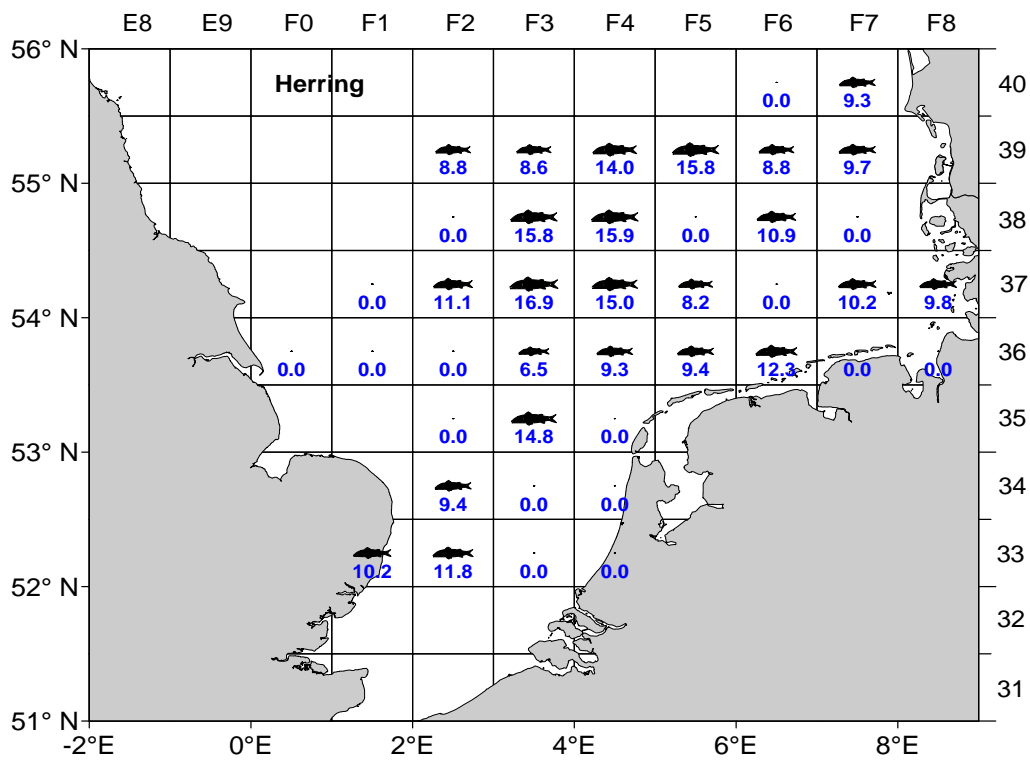 E8 E9 F0 F1 F2 F3 F4 F5 F6 F7 F8
56° N
Herring
40
0.0 9.3
39
8.8 8.6 14.0 15.8 8.8 9.7
55° N
38
0.0 15.8 15.9 0.0 10.9 0.0
37
0.0 11.1 16.9 15.0 8.2 0.0 10.2 9.8
54° N
36
0.0 0.0 0.0 6.5 9.3 9.4 12.3 0.0 0.0
35
0.0 14.8 0.0
53° N
34
9.4 0.0 0.0
33
10.2 11.8 0.0 0.0
52° N
32
31
51° N
-2°E 0°E 2°E 4°E 6°E 8°E